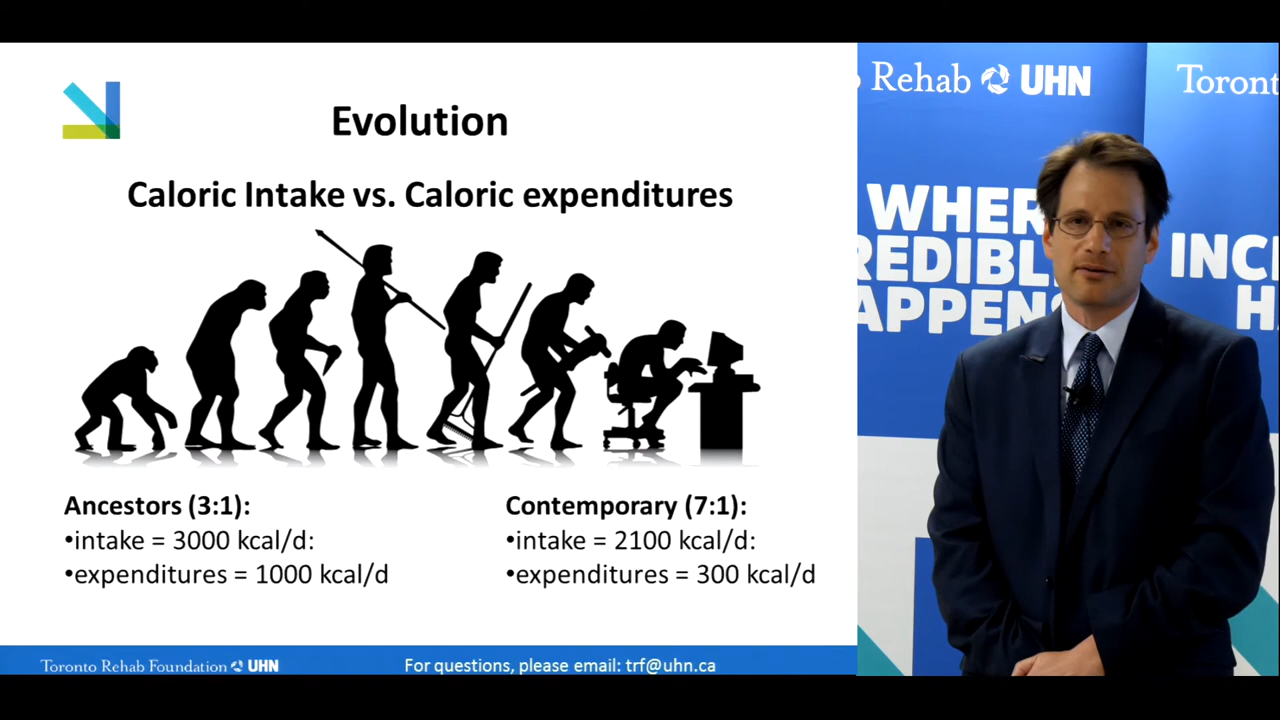 Evolution
Caloric Intake vs. Caloric expenditures
Ancestors (3:1):
•intake = 3000 kcal/d:
•expenditures = 1000 kcal/d
Contemporary (7:1):
•intake = 2100 kcal/d:
•expenditures = 300 kcal/d
Toronto Rehab Foundation UHN
For questions, please email: trf@uhn.ca
Rehab UHN
WHER
REDIBL
APPENS
Toront
INC
H